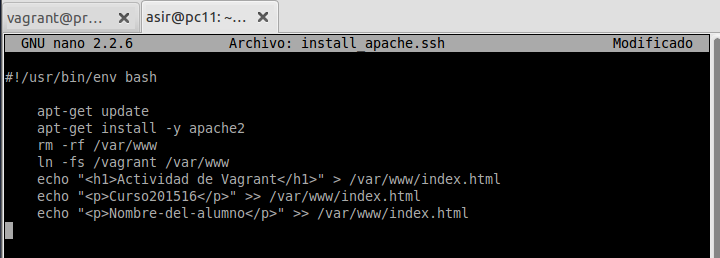 vagrant@pr... × asir@pc11: ~... ×
GNU nano 2.2.6 Archivo: install_apache.ssh Modificado
#!/usr/bin/env bash
apt-get update
apt-get install -y apache2
rm -rf /var/www
ln -fs /vagrant /var/www
echo "<h1>Actividad de Vagrant</h1>" > /var/www/index.html
echo "<p>Curso201516</p>" >> /var/www/index.html
echo "<p>Nombre-del-alumno</p>" >> /var/www/index.html